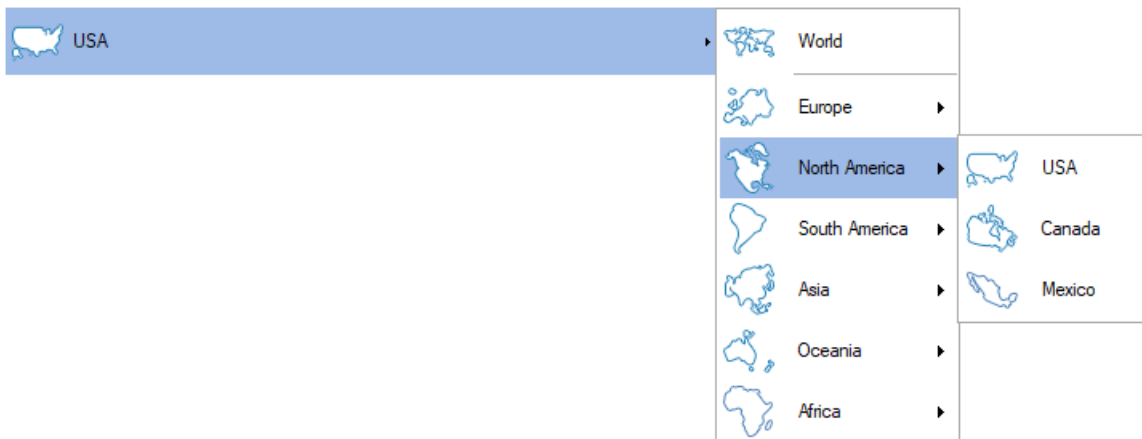 USA
World
Europe
North America
South America
Asia
Oceania
Africa
USA
Canada
Mexico